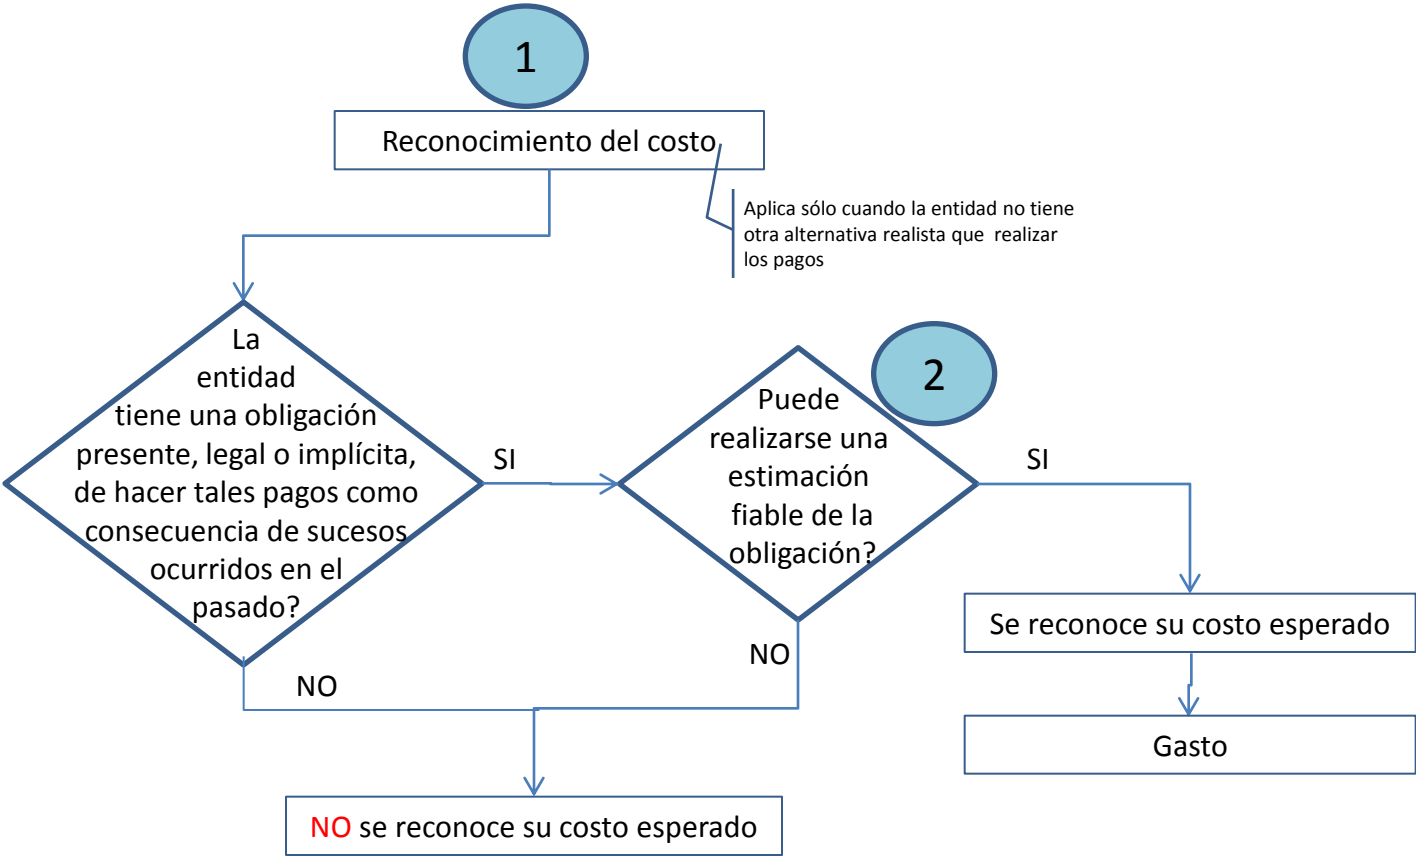 1
Reconocimiento del costo
Aplica sólo cuando la entidad no tiene
otra alternativa realista que realizar
los pagos
La
entidad
tiene una obligación
presente, legal o implícita,
de hacer tales pagos como
consecuencia de sucesos
ocurridos en el
pasado?
SI
NO
2
Puede
realizarse una
estimación
fiable de la
obligación?
SI
NO
Se reconoce su costo esperado
Gasto
NO se reconoce su costo esperado